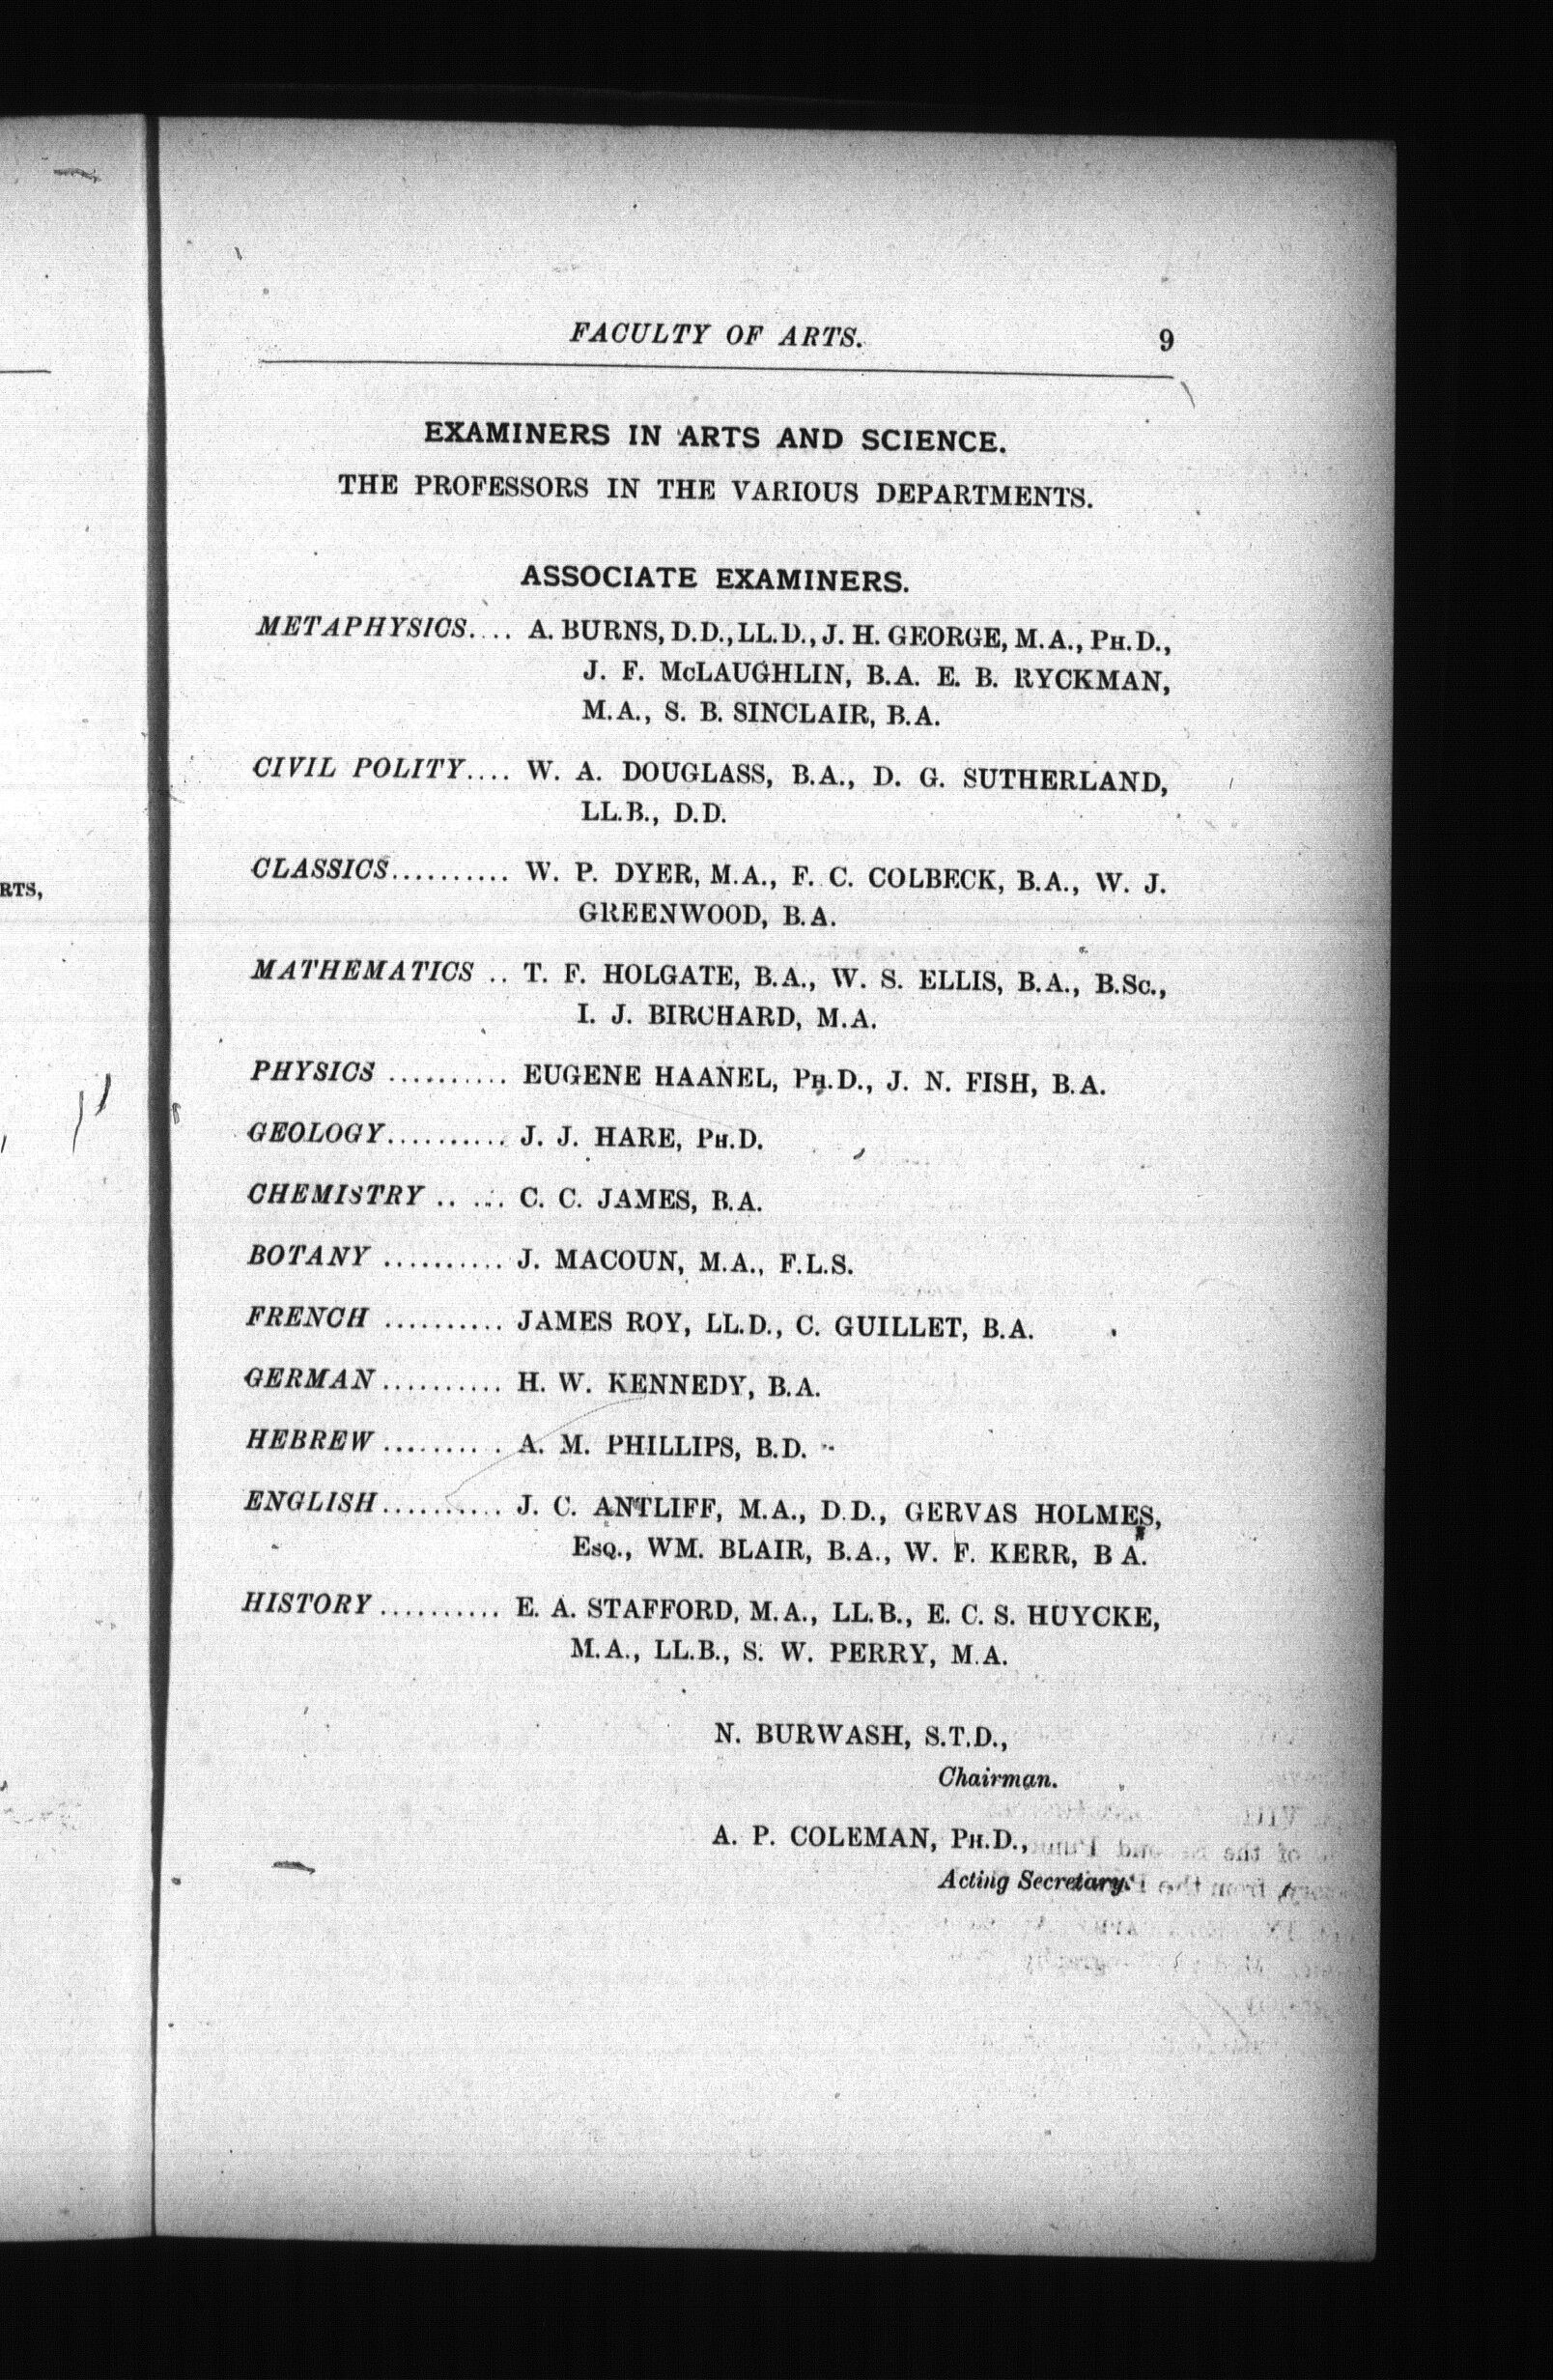 FACULTY OF ARTS. 9
EXAMINERS IN ARTS AND SCIENCE.
THE PROFESSORS IN THE VARIOUS DEPARTMENTS.
ASSOCIATE EXAMINERS.
METAPHYSICS.... A. BURNS, D.D., LL.D., J. H. GEORGE, M.A., PH.D.,
J. F. McLAUGHLIN, B.A. E. B. RYCKMAN,
M.A., S. B. SINCLAIR, B.A.
CIVIL POLITY.... W. A. DOUGLASS, B.A., D. G. SUTHERLAND,
LL.B., D.D.
CLASSICS.......... W. P. DYER, M.A., F. C. COLBECK, B.A., W. J.
GREENWOOD, B.A.
MATHEMATICS .. T. F. HOLGATE, B.A., W. S. ELLIS, B.A., B.Sc.,
I. J. BIRCHARD, M.A.
PHYSICS .......... EUGENE HAANEL, PH.D., J. N. FISH, B.A.
GEOLOGY.......... J. J. HARE, PH.D.
CHEMISTRY .. ... C. C. JAMES, B.A.
BOTANY .......... J. MACOUN, M.A., F.L.S.
FRENCH .......... JAMES ROY, LL.D., C. GUILLET, B.A.
GERMAN.......... H. W. KENNEDY, B.A.
HEBREW .......... A. M. PHILLIPS, B.D.
ENGLISH.......... J. C. ANTLIFF, M.A., D.D., GERVAS HOLMES,
Esq., WM. BLAIR, B.A., W. F. KERR, B A.
HISTORY .......... E. A. STAFFORD, M.A., LL.B., E. C. S. HUYCKE,
M.A., LL.B., S. W. PERRY, M.A.
N. BURWASH, S.T.D.,
Chairman.
A. P. COLEMAN, PH.D.,
Acting Secretary.
RTS,